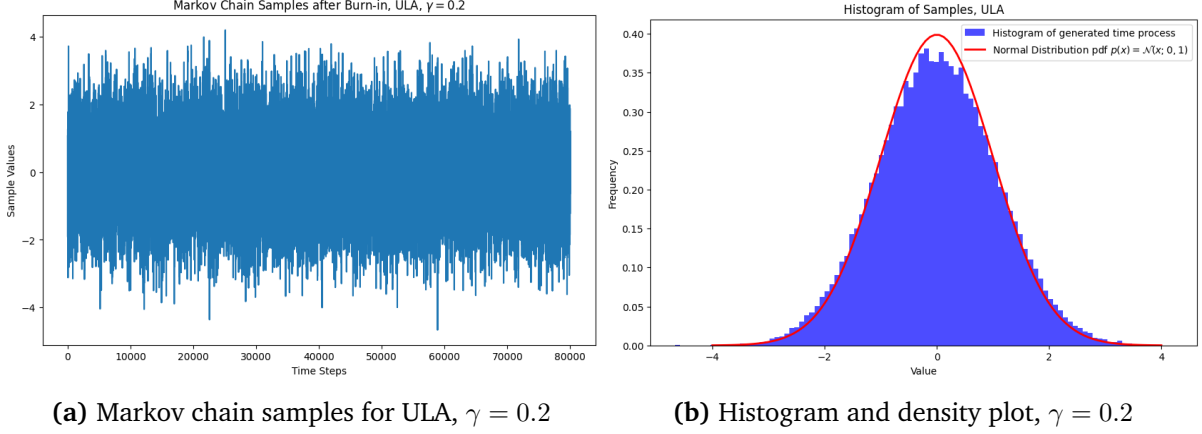 Markov Chain Samples after Burn-in, ULA, γ = 0.2
4
2
0
−2
−4
Sample Values
0 10000 20000 30000 40000 50000 60000 70000 80000
Time Steps
(a) Markov chain samples for ULA, γ = 0.2
Histogram of Samples, ULA
Histogram of generated time process
Normal Distribution pdf p(x) = 𝒩(x; 0, 1)
0.40
0.35
0.30
0.25
0.20
0.15
0.10
0.05
0.00
Frequency
−4 −2 0 2 4
Value
(b) Histogram and density plot, γ = 0.2